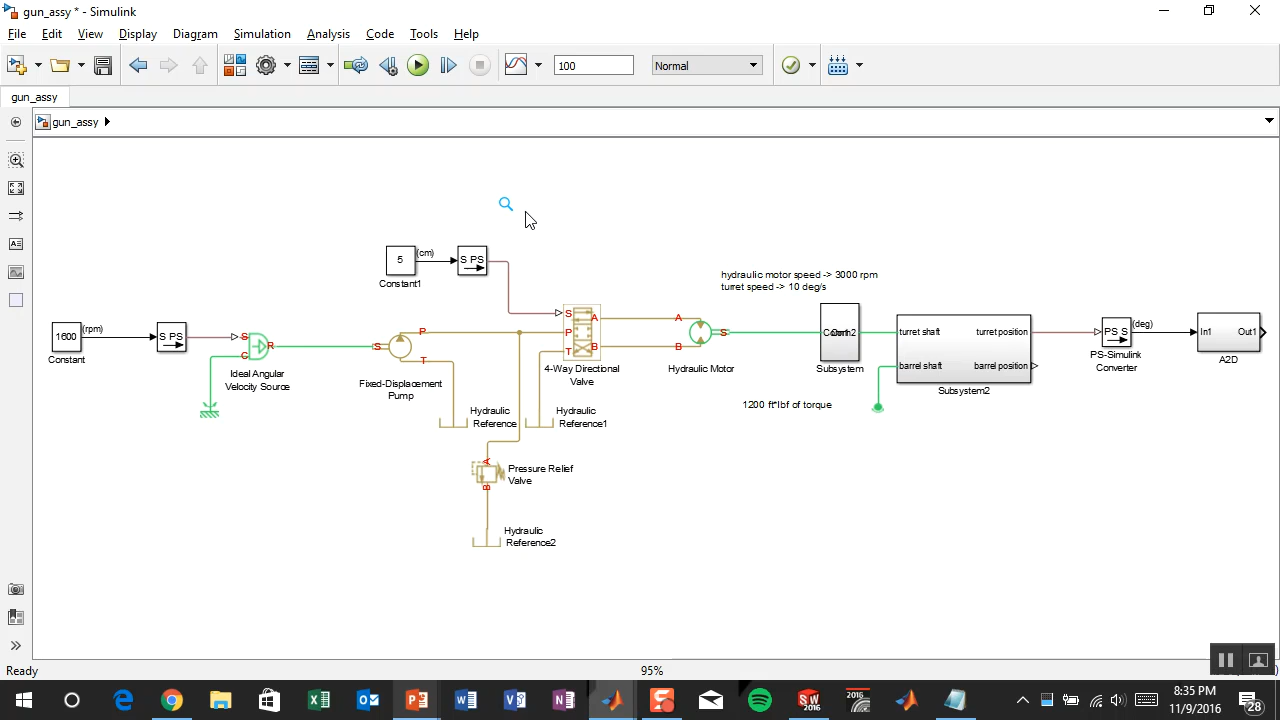 gun_assy * - Simulink
File Edit View Display Diagram Simulation Analysis Code Tools Help
100 Normal
gun_assy
gun_assy
5 (cm) S PS
Constant1
hydraulic motor speed -> 3000 rpm
turret speed -> 10 deg/s
1600 (rpm) S PS
Constant
S C R
Ideal Angular
Velocity Source
S P T
Fixed-Displacement
Pump
S P T A B
4-Way Directional
Valve
A B S
Hydraulic Motor
Conn2
Subsystem
turret shaft turret position
barrel shaft barrel position
Subsystem2
PS S (deg)
PS-Simulink
Converter
In1 Out1
A2D
1200 ft*lbf of torque
Hydraulic
Reference
Hydraulic
Reference1
A
B
Pressure Relief
Valve
Hydraulic
Reference2
Ready 95%
8:35 PM
11/9/2016
28
2016